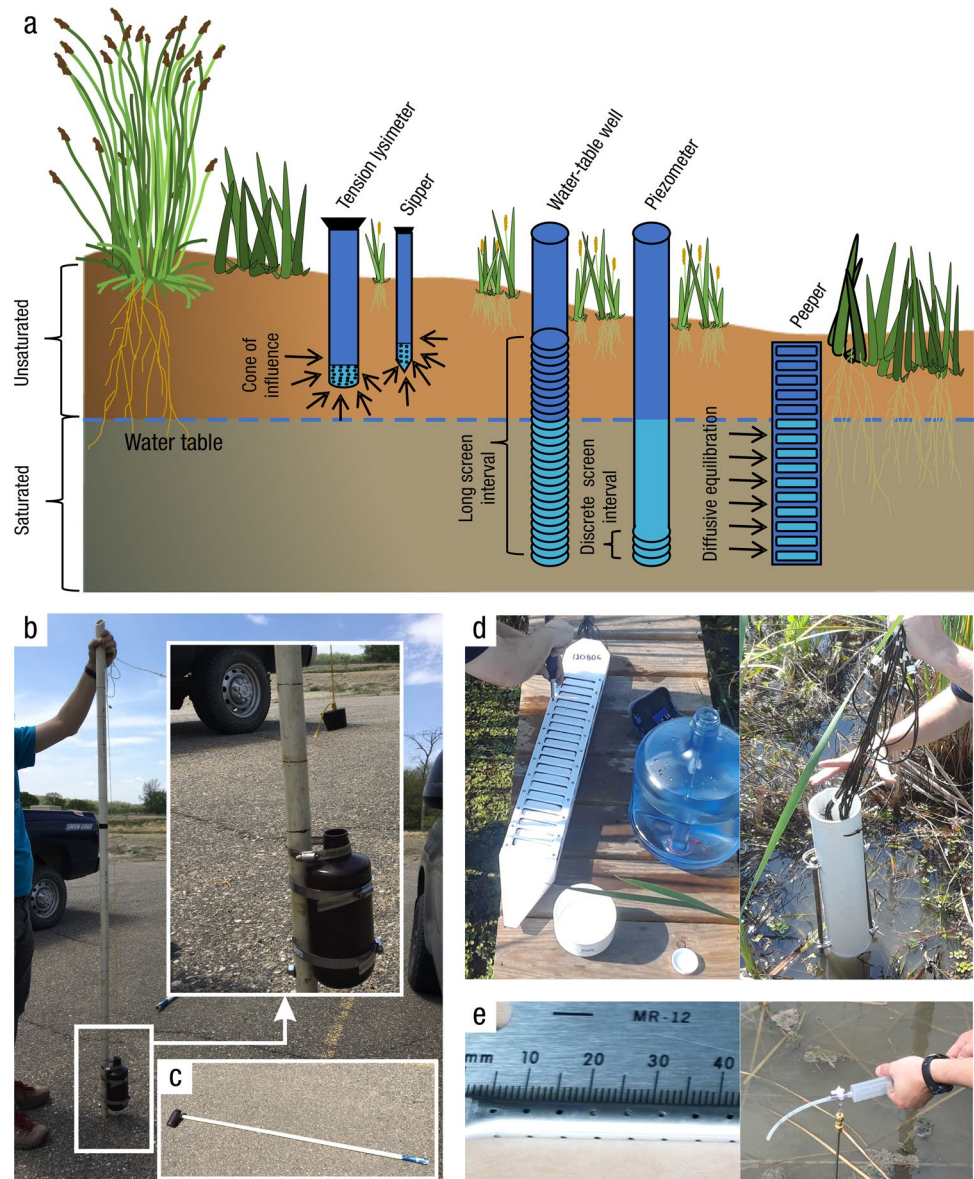 a
Tension lysimeter
Sipper
Water-table well
Piezometer
Peeper
Unsaturated
Saturated
Cone of
influence
Water table
Long screen
interval
Discrete screen
interval
Diffusive equilibration
b
c
d
130806
e
MR-12
mm 10 20 30 40